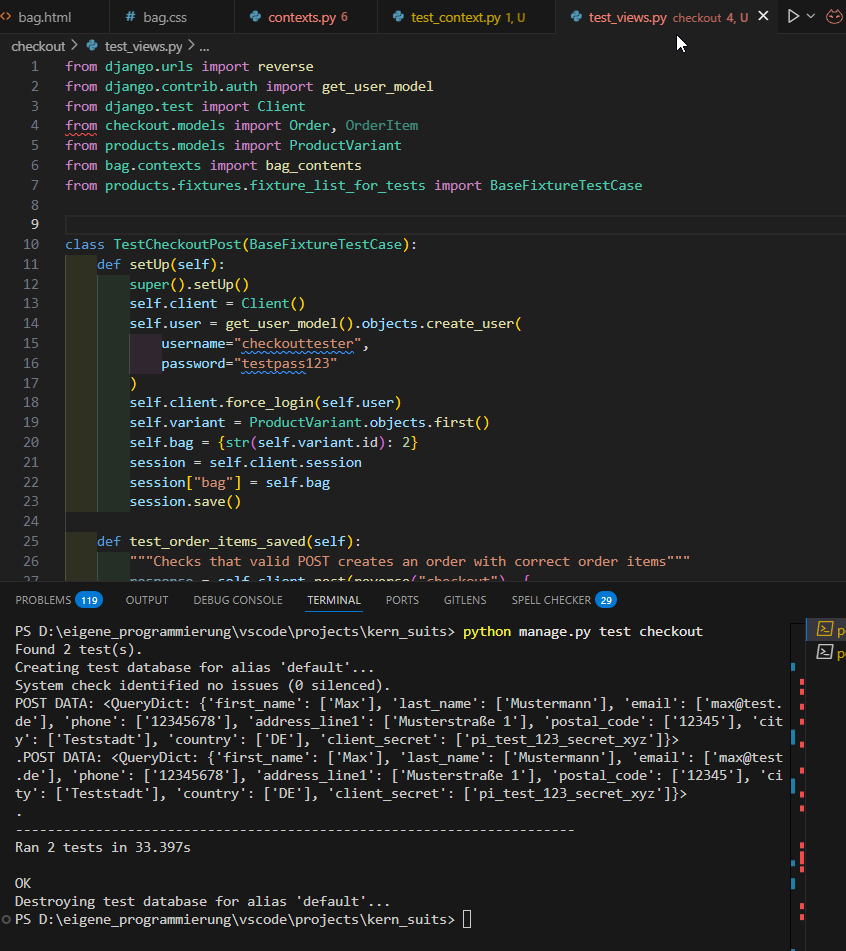 bag.html # bag.css contexts.py 6 test_context.py 1, U test_views.py checkout 4, U
checkout > test_views.py > ...
1 from django.urls import reverse
2 from django.contrib.auth import get_user_model
3 from django.test import Client
4 from checkout.models import Order, OrderItem
5 from products.models import ProductVariant
6 from bag.contexts import bag_contents
7 from products.fixtures.fixture_list_for_tests import BaseFixtureTestCase
8
9
10 class TestCheckoutPost(BaseFixtureTestCase):
11 def setUp(self):
12 super().setUp()
13 self.client = Client()
14 self.user = get_user_model().objects.create_user(
15 username="checkouttester",
16 password="testpass123"
17 )
18 self.client.force_login(self.user)
19 self.variant = ProductVariant.objects.first()
20 self.bag = {str(self.variant.id): 2}
21 session = self.client.session
22 session["bag"] = self.bag
23 session.save()
24
25 def test_order_items_saved(self):
26 """Checks that valid POST creates an order with correct order items"""
27 response = self.client.post(reverse("checkout"), {
PROBLEMS 119 OUTPUT DEBUG CONSOLE TERMINAL PORTS GITLENS SPELL CHECKER 29
PS D:\eigene_programmierung\vscode\projects\kern_suits> python manage.py test checkout
Found 2 test(s).
Creating test database for alias 'default'...
System check identified no issues (0 silenced).
POST DATA: <QueryDict: {'first_name': ['Max'], 'last_name': ['Mustermann'], 'email': ['max@test.
de'], 'phone': ['12345678'], 'address_line1': ['Musterstraße 1'], 'postal_code': ['12345'], 'cit
y': ['Teststadt'], 'country': ['DE'], 'client_secret': ['pi_test_123_secret_xyz']}>
.POST DATA: <QueryDict: {'first_name': ['Max'], 'last_name': ['Mustermann'], 'email': ['max@test
.de'], 'phone': ['12345678'], 'address_line1': ['Musterstraße 1'], 'postal_code': ['12345'], 'ci
ty': ['Teststadt'], 'country': ['DE'], 'client_secret': ['pi_test_123_secret_xyz']}>
.
----------------------------------------------------------------------
Ran 2 tests in 33.397s

OK
Destroying test database for alias 'default'...
PS D:\eigene_programmierung\vscode\projects\kern_suits>